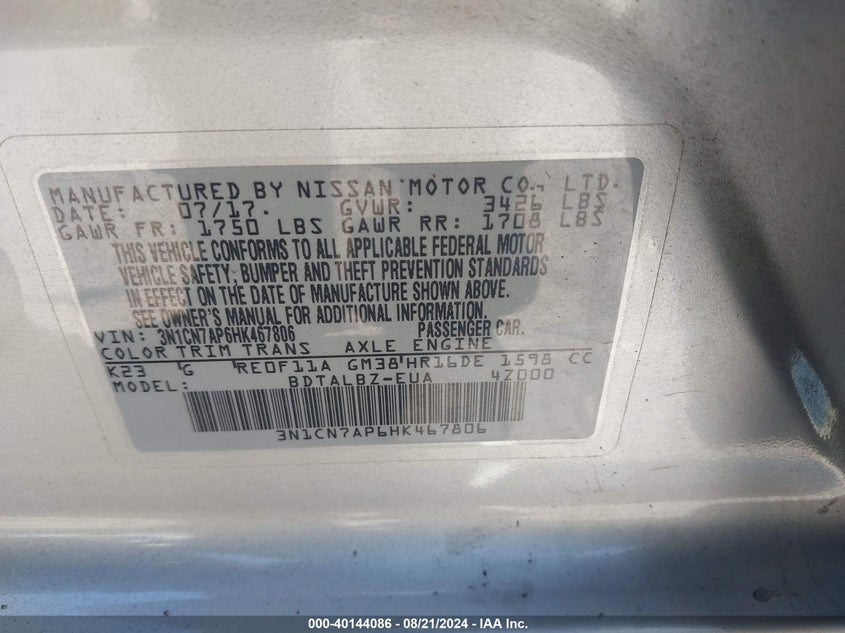 MANUFACTURED BY NISSAN MOTOR CO., LTD.
DATE: 07/17. GVWR: 3426 LBS
GAWR FR: 1750 LBS GAWR RR: 1708 LBS
THIS VEHICLE CONFORMS TO ALL APPLICABLE FEDERAL MOTOR
VEHICLE SAFETY, BUMPER AND THEFT PREVENTION STANDARDS
IN EFFECT ON THE DATE OF MANUFACTURE SHOWN ABOVE.
SEE OWNER'S MANUAL FOR ADDITIONAL INFORMATION.
VIN: 3N1CN7AP6HK467806 PASSENGER CAR.
COLOR TRIM TRANS AXLE ENGINE
K23 G RE0F11A GM38 HR16DE 1598 CC
MODEL: BDTALBZ-EUA 4Z000
3N1CN7AP6HK467806
000-40144086 - 08/21/2024 - IAA Inc.